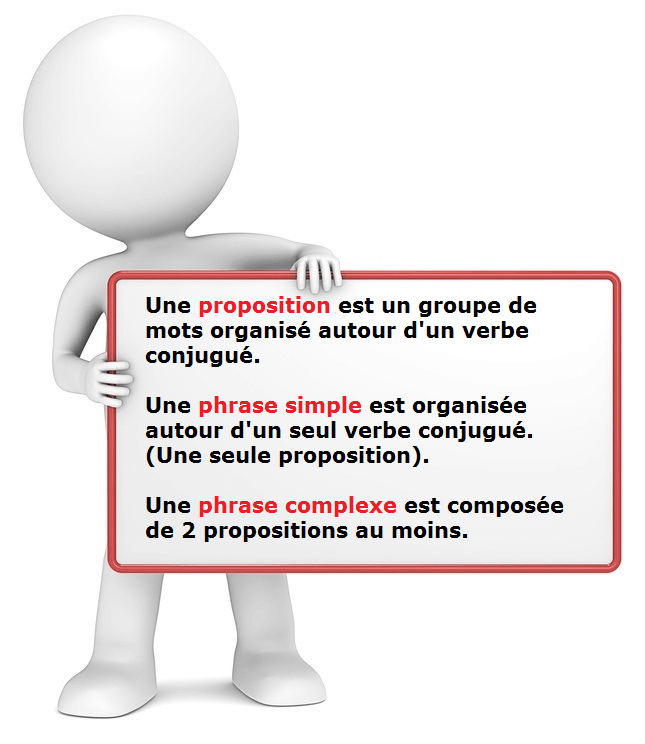 Une proposition est un groupe de
mots organisé autour d'un verbe
conjugué.
Une phrase simple est organisée
autour d'un seul verbe conjugué.
(Une seule proposition).
Une phrase complexe est composée
de 2 propositions au moins.